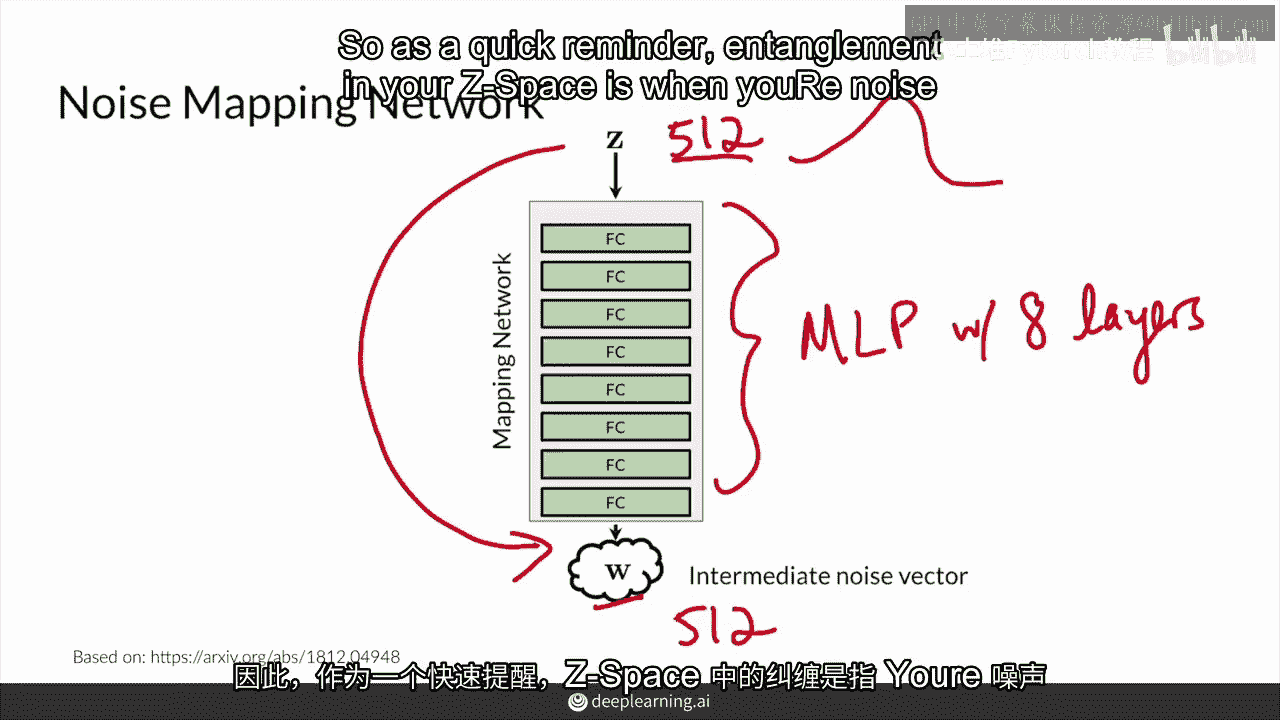 So as a quick reminder, entanglement
in your Z-Space is when youRe noise
Noise Mapping Network
z
512
Mapping Network
FC
FC
FC
FC
FC
FC
FC
FC
MLP w/ 8 layers
w
Intermediate noise vector
512
Based on: https://arxiv.org/abs/1812.04948
因此，作为一个快速提醒，Z-Space 中的纠缠是指 Youre 噪声
deeplearning.ai